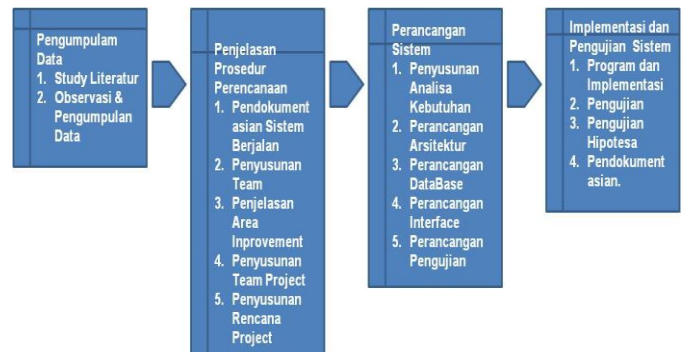 Pengumpulam
Data
1. Study Literatur
2. Observasi &
Pengumpulan
Data
Penjelasan
Prosedur
Perencanaan
1. Pendokument
asian Sistem
Berjalan
2. Penyusunan
Team
3. Penjelasan
Area
Inprovement
4. Penyusunan
Team Project
5. Penyusunan
Rencana
Project
Perancangan
Sistem
1. Penyusunan
Analisa
Kebutuhan
2. Perancangan
Arsitektur
3. Perancangan
DataBase
4. Perancangan
Interface
5. Perancangan
Pengujian
Implementasi dan
Pengujian Sistem
1. Program dan
Implementasi
2. Pengujian
3. Pengujian
Hipotesa
4. Pendokument
asian.